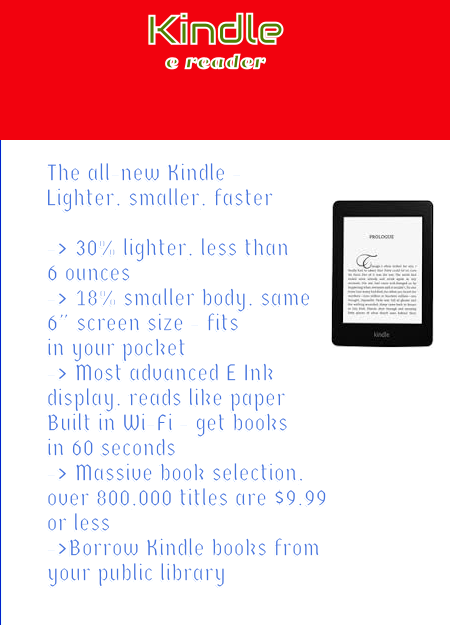 Kindle
e reader
The all-new Kindle -
Lighter, smaller, faster
-> 30% lighter, less than
6 ounces
-> 18% smaller body, same
6" screen size - fits
in your pocket
-> Most advanced E Ink
display, reads like paper
Built in Wi-Fi - get books
in 60 seconds
-> Massive book selection,
over 800,000 titles are $9.99
or less
->Borrow Kindle books from
your public library
PROLOGUE
kindle